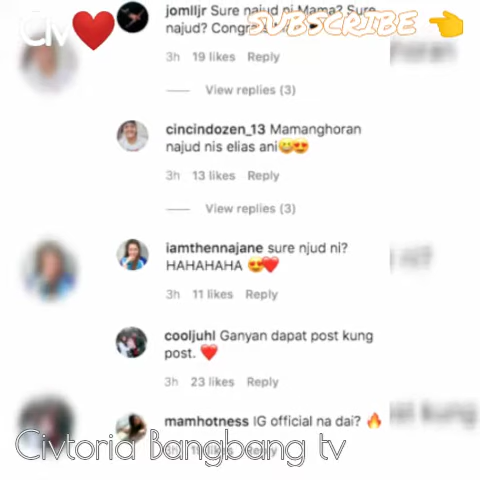 jomlljr Sure najud ni Mama? Sure
najud?
SUBSCRIBE
3h 19 likes Reply
View replies (3)
cincindozen_13 Mamanghoran
najud nis elias ani😅😍
3h 13 likes Reply
View replies (3)
iamthennajane sure njud ni?
HAHAHAHA 😍❤️
3h 11 likes Reply
cooljuhl Ganyan dapat post kung
post. ❤️
3h 23 likes Reply
mamhotness IG official na dai? 🔥
Civtoria Bangbang tv